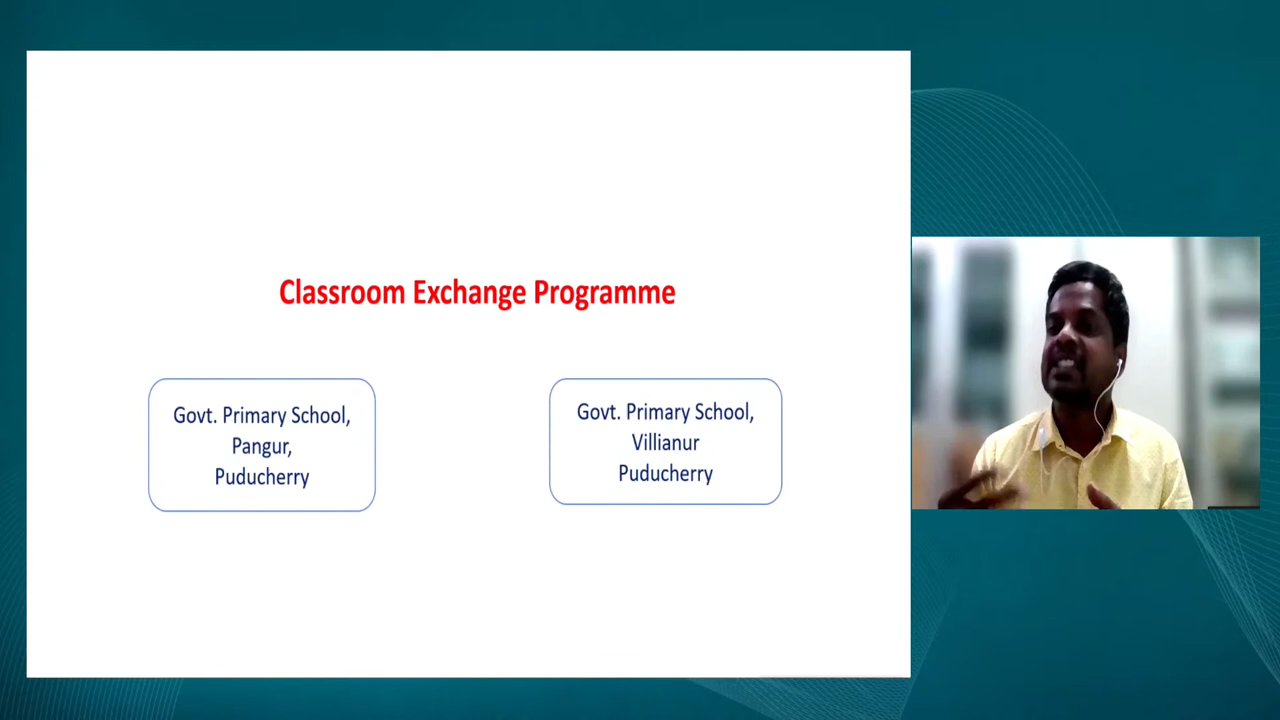 Classroom Exchange Programme
Govt. Primary School,
Pangur,
Puducherry
Govt. Primary School,
Villianur
Puducherry